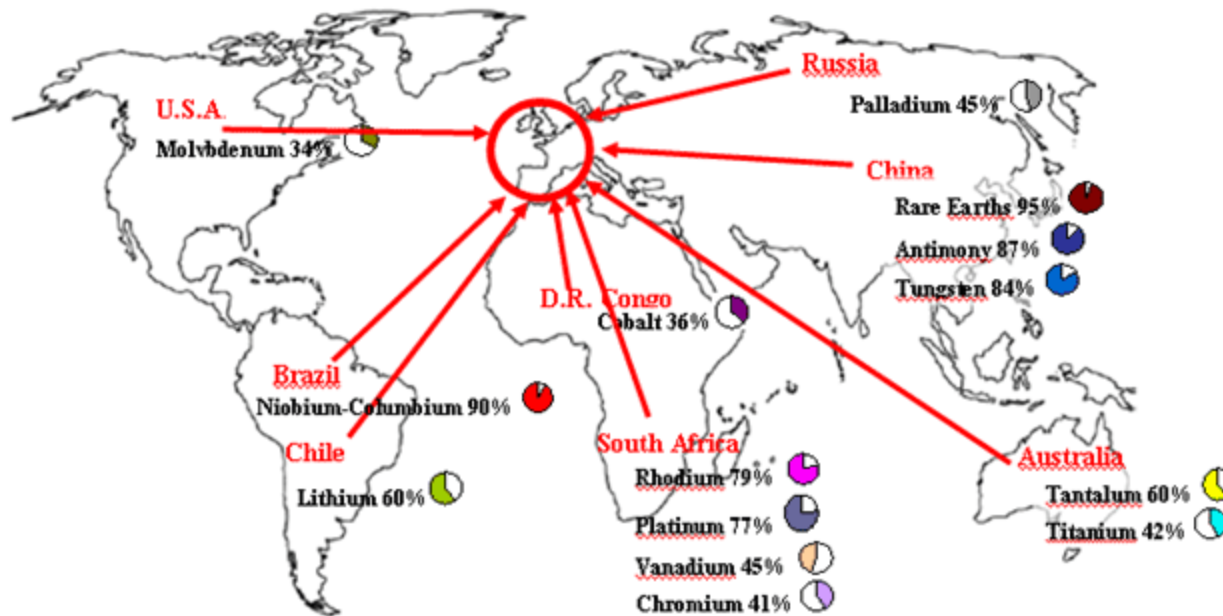 U.S.A.
Molvbdenum 34%
Russia
Palladium 45%
China
Rare Earths 95%
Antimony 87%
Tungsten 84%
D.R. Congo
Cobalt 36%
Brazil
Niobium-Columbium 90%
Chile
Lithium 60%
South Africa
Rhodium 79%
Platinum 77%
Vanadium 45%
Chromium 41%
Australia
Tantalum 60%
Titanium 42%